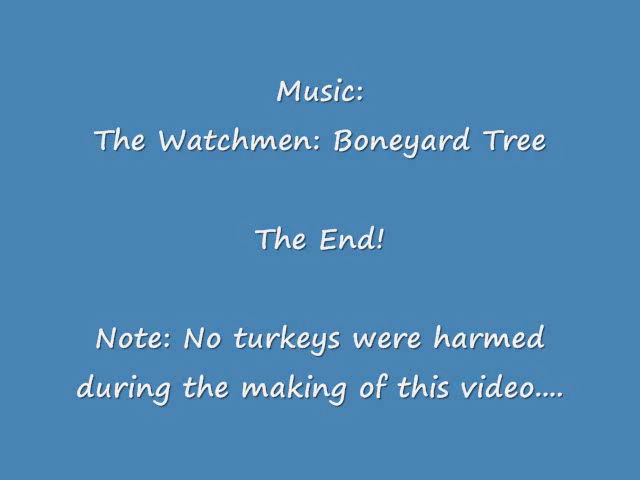 Music:
The Watchmen: Boneyard Tree
The End!
Note: No turkeys were harmed
during the making of this video....